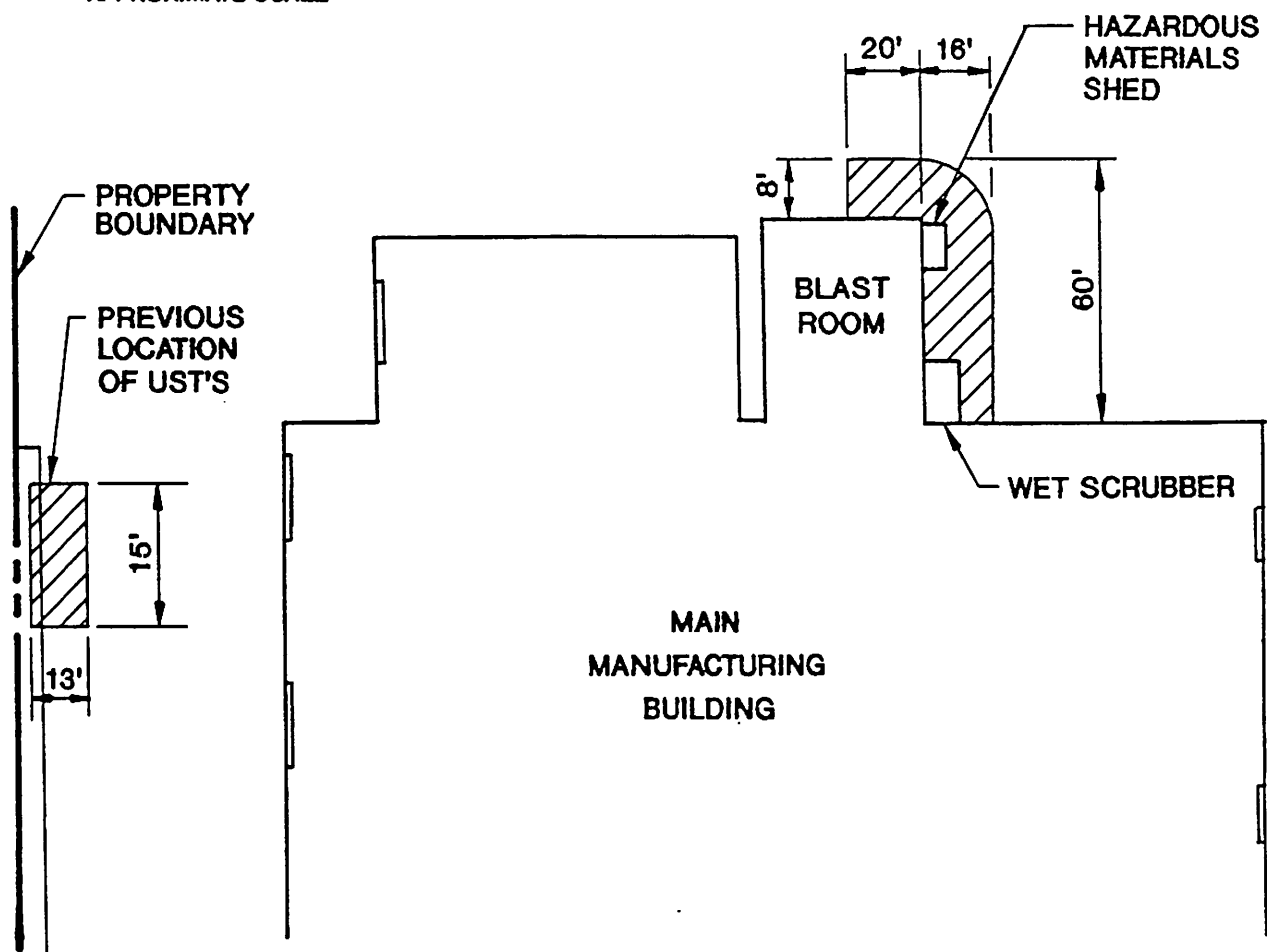 20'
16'
HAZARDOUS
MATERIALS
SHED
8'
PROPERTY
BOUNDARY
60'
BLAST
ROOM
PREVIOUS
LOCATION
OF UST'S
WET SCRUBBER
15'
MAIN
MANUFACTURING
BUILDING
13'